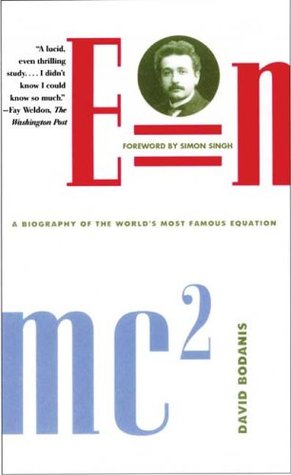 "A lucid,
even thrilling
study. . . . I didn't
know I could
know so much."
—Fay Weldon, The
Washington Post
E=m
FOREWORD BY SIMON SINGH
A BIOGRAPHY OF THE WORLD'S MOST FAMOUS EQUATION
mc²
DAVID BODANIS